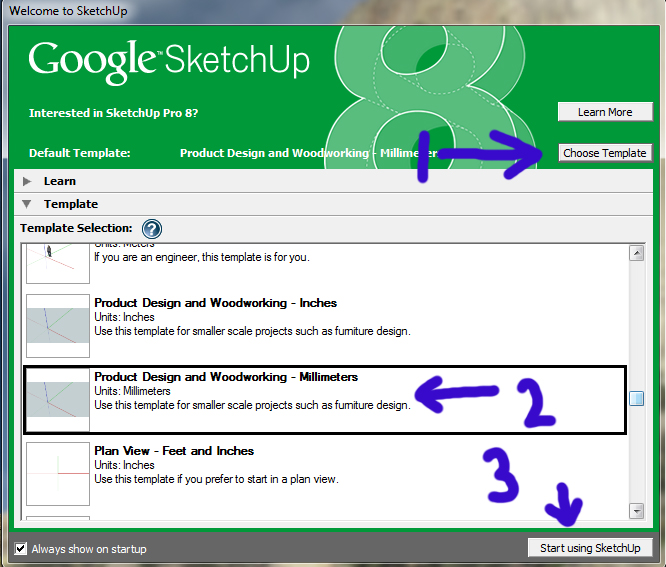 Welcome to SketchUp
Google™ SketchUp
8
Interested in SketchUp Pro 8?
Learn More
Default Template: Product Design and Woodworking - Millimeter
1
Choose Template
Learn
Template
Template Selection: ?
Units: Meters
If you are an engineer, this template is for you.
Product Design and Woodworking - Inches
Units: Inches
Use this template for smaller scale projects such as furniture design.
Product Design and Woodworking - Millimeters
Units: Millimeters
Use this template for smaller scale projects such as furniture design.
2
Plan View - Feet and Inches
Units: Inches
Use this template if you prefer to start in a plan view.
3
Always show on startup
Start using SketchUp